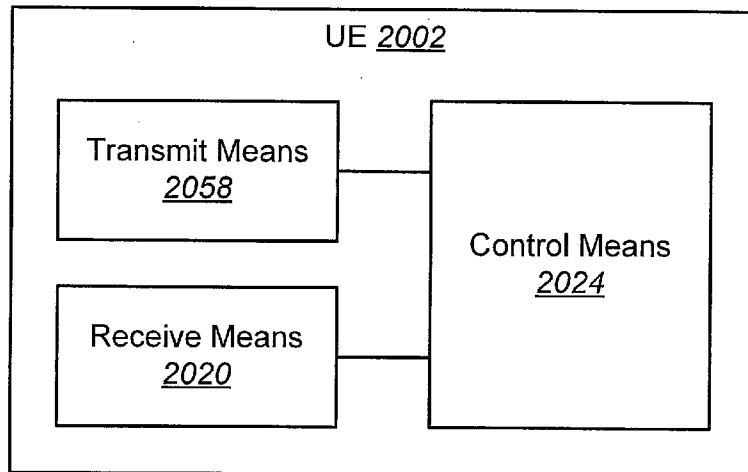 UE 2002
Transmit Means
2058
Control Means
2024
Receive Means
2020